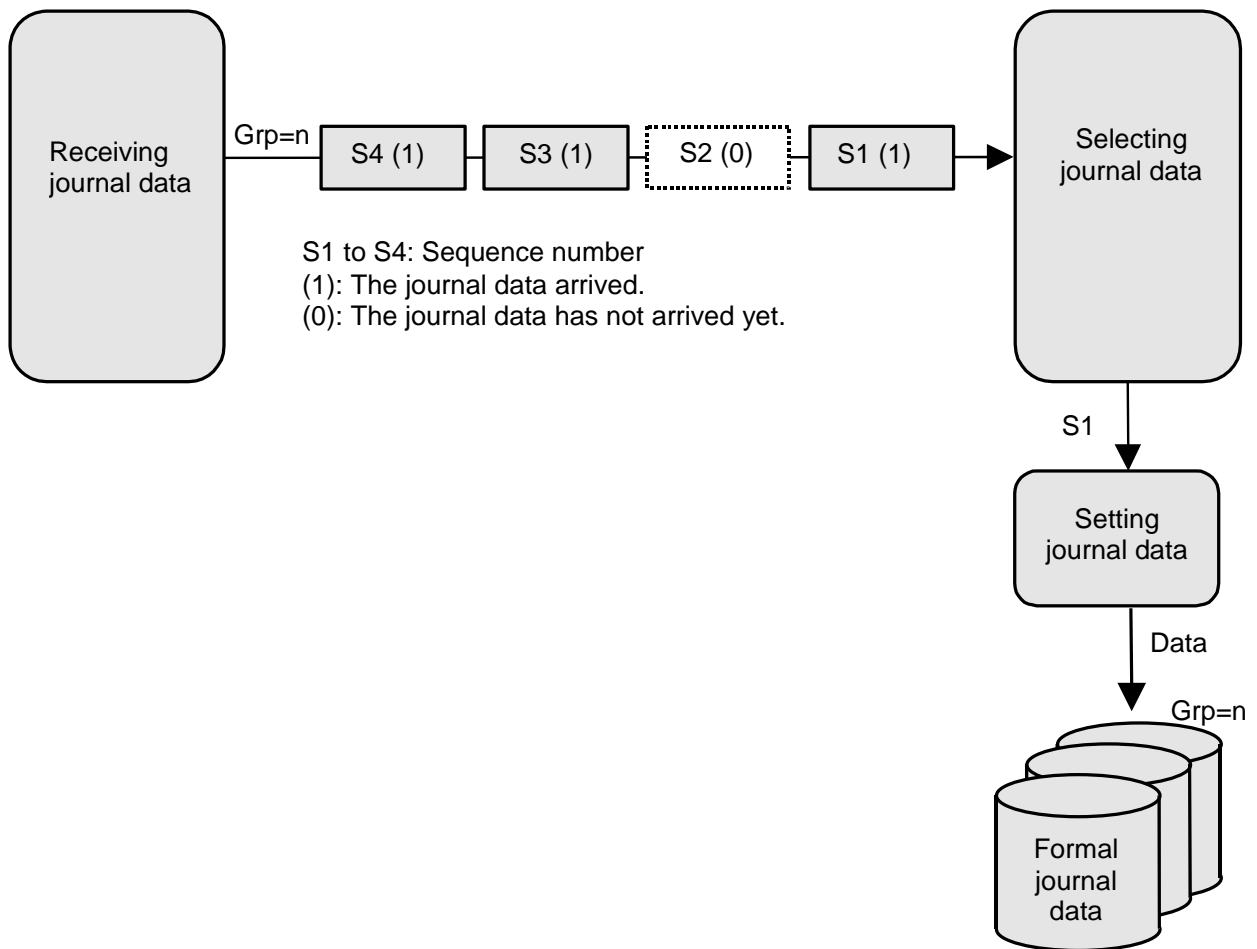 Receiving
journal data
Grp=n
S4 (1)
S3 (1)
S2 (0)
S1 (1)
Selecting
journal data
S1 to S4: Sequence number
(1): The journal data arrived.
(0): The journal data has not arrived yet.
S1
Setting
journal data
Data
Grp=n
Formal
journal
data